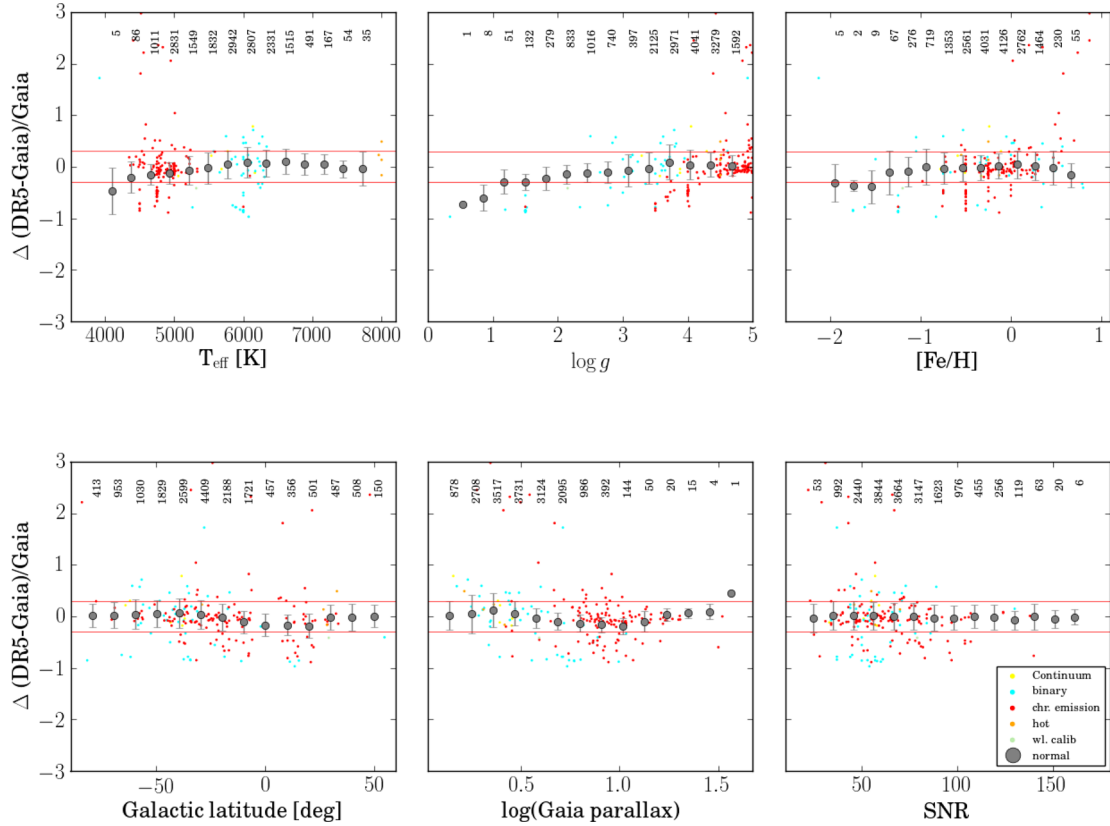 3
2
1
0
−1
−2
−3
Δ (DR5-Gaia)/Gaia
5 86 1011 2831 1549 1832 2942 2807 2331 1515 491 167 54 35
4000 5000 6000 7000 8000
T_eff [K]
1 8 51 132 279 833 1016 740 397 2125 2971 4041 3279 1592
0 1 2 3 4 5
log g
5 2 9 67 276 719 1353 2561 4031 4126 2762 1464 230 55
−2 −1 0 1
[Fe/H]
3
2
1
0
−1
−2
−3
Δ (DR5-Gaia)/Gaia
413 953 1030 1829 2599 4409 2188 1721 457 356 501 487 508 150
−50 0 50
Galactic latitude [deg]
878 2708 3517 3731 3124 2095 986 392 144 50 20 15 4 1
0.5 1.0 1.5
log(Gaia parallax)
53 992 2440 3844 3664 3147 1623 976 455 256 119 63 20 6
Continuum
binary
chr. emission
hot
wl. calib
normal
50 100 150
SNR